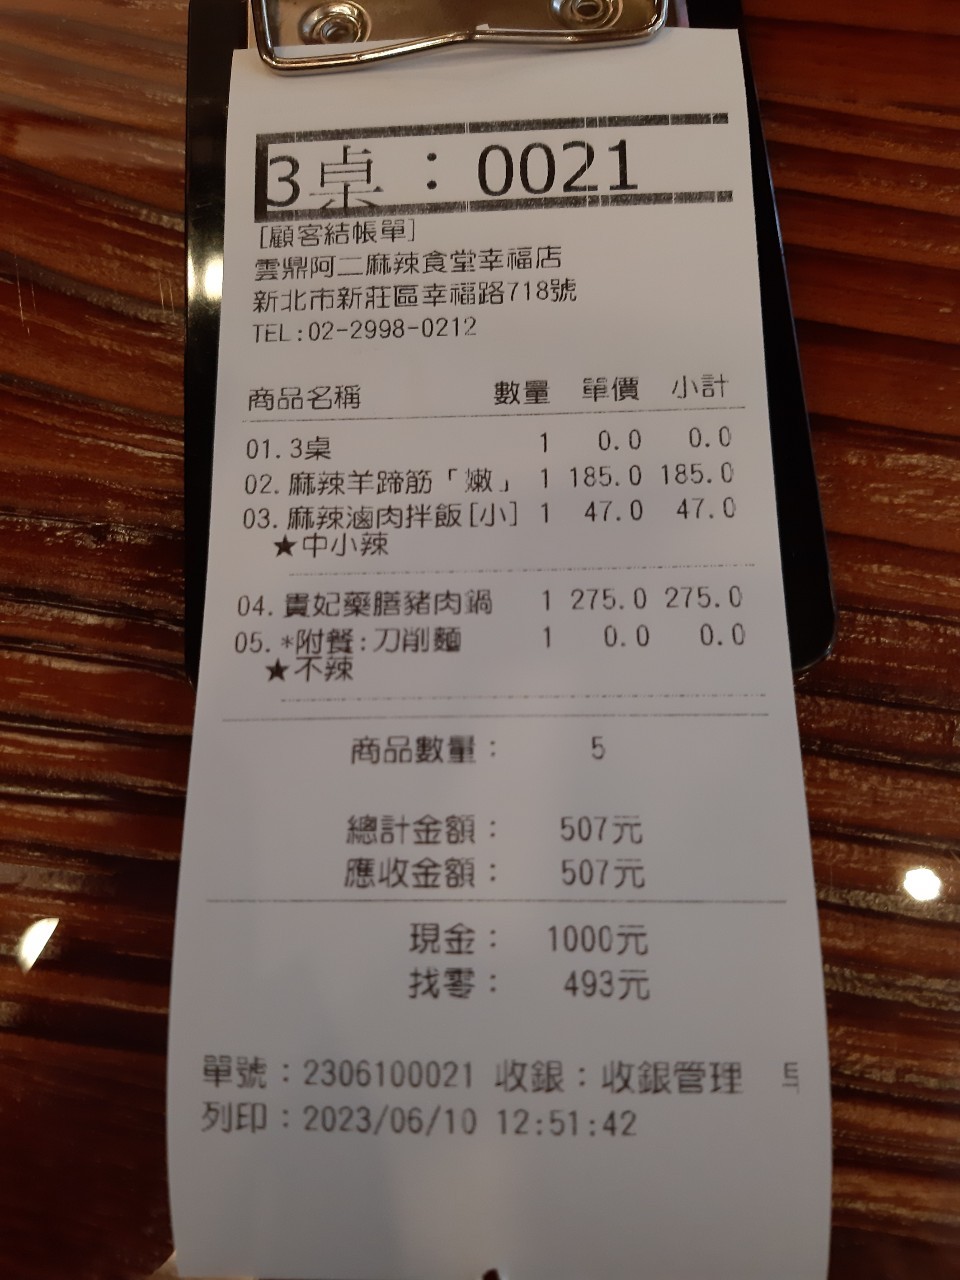 3桌：0021
[顧客結帳單]
雲鼎阿二麻辣食堂幸福店
新北市新莊區幸福路718號
TEL:02-2998-0212
商品名稱 數量 單價 小計
01.3桌 1 0.0 0.0
02.麻辣羊蹄筋「嫩」 1 185.0 185.0
03.麻辣滷肉拌飯[小] 1 47.0 47.0
★中小辣
04.貴妃藥膳豬肉鍋 1 275.0 275.0
05.*附餐:刀削麵 1 0.0 0.0
★不辣
商品數量： 5
總計金額： 507元
應收金額： 507元
現金： 1000元
找零： 493元
單號：2306100021 收銀：收銀管理
列印：2023/06/10 12:51:42